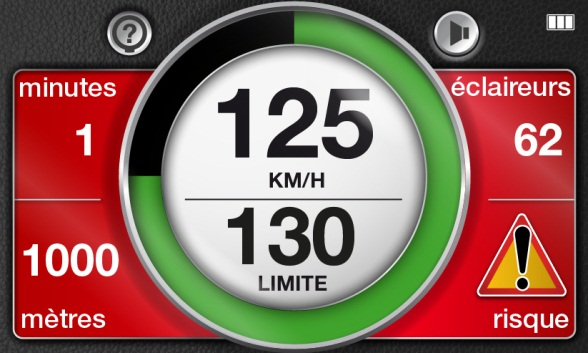 ?
minutes
1
1000
mètres
125
KM/H
130
LIMITE
éclaireurs
62
!
risque